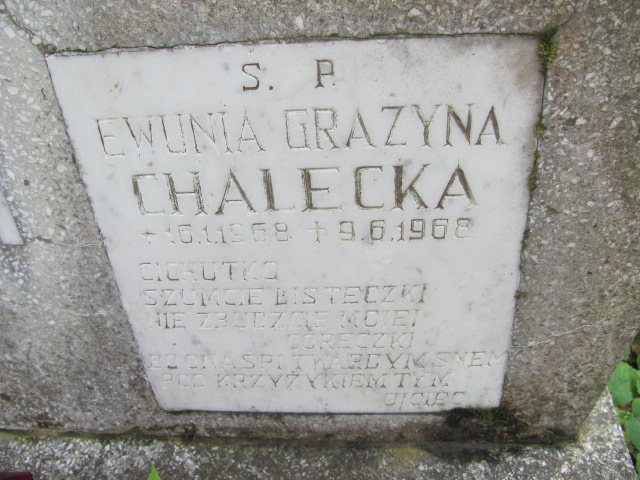 S. P.
EWUNIA GRAZYNA
CHALECKA
+ 16.1.1968 + 9.6.1968
CICHUTKO
SZUMCIE LISTECZKI
NIE ZBUDZCIE MOJEJ
CORECZKI
BO ONA SPI TWARDYM SNEM
POD KRZYZYKIEM TYM
OJCIEC